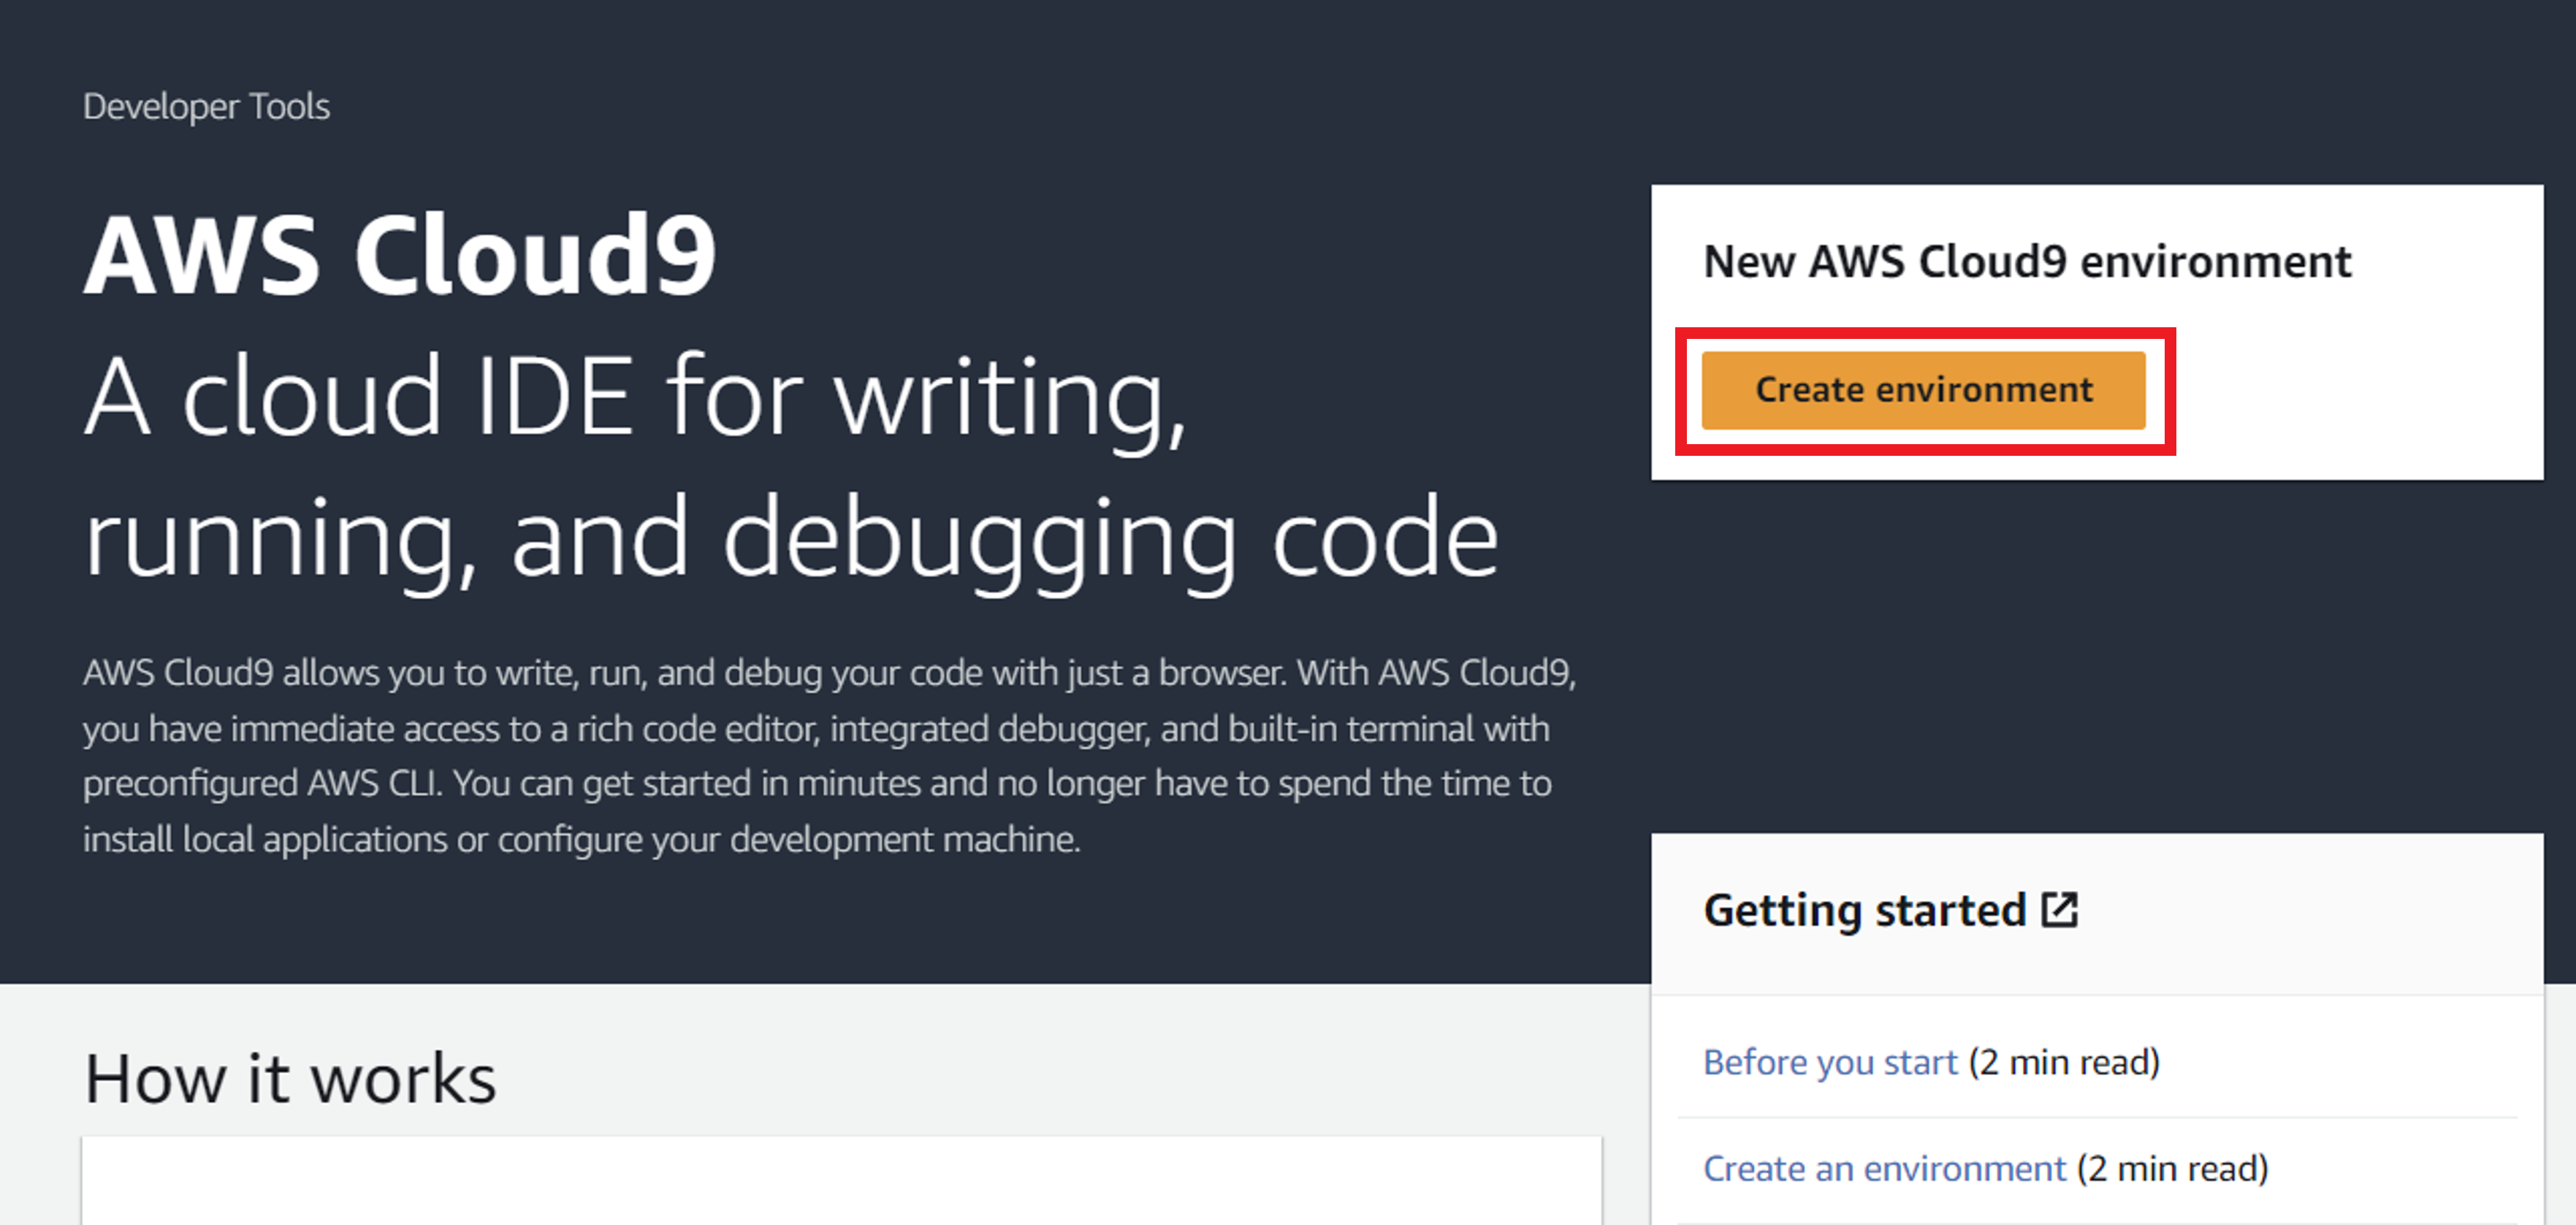 Developer Tools
AWS Cloud9
A cloud IDE for writing,
running, and debugging code
AWS Cloud9 allows you to write, run, and debug your code with just a browser. With AWS Cloud9,
you have immediate access to a rich code editor, integrated debugger, and built-in terminal with
preconfigured AWS CLI. You can get started in minutes and no longer have to spend the time to
install local applications or configure your development machine.
New AWS Cloud9 environment
Create environment
Getting started
Before you start (2 min read)
Create an environment (2 min read)
How it works